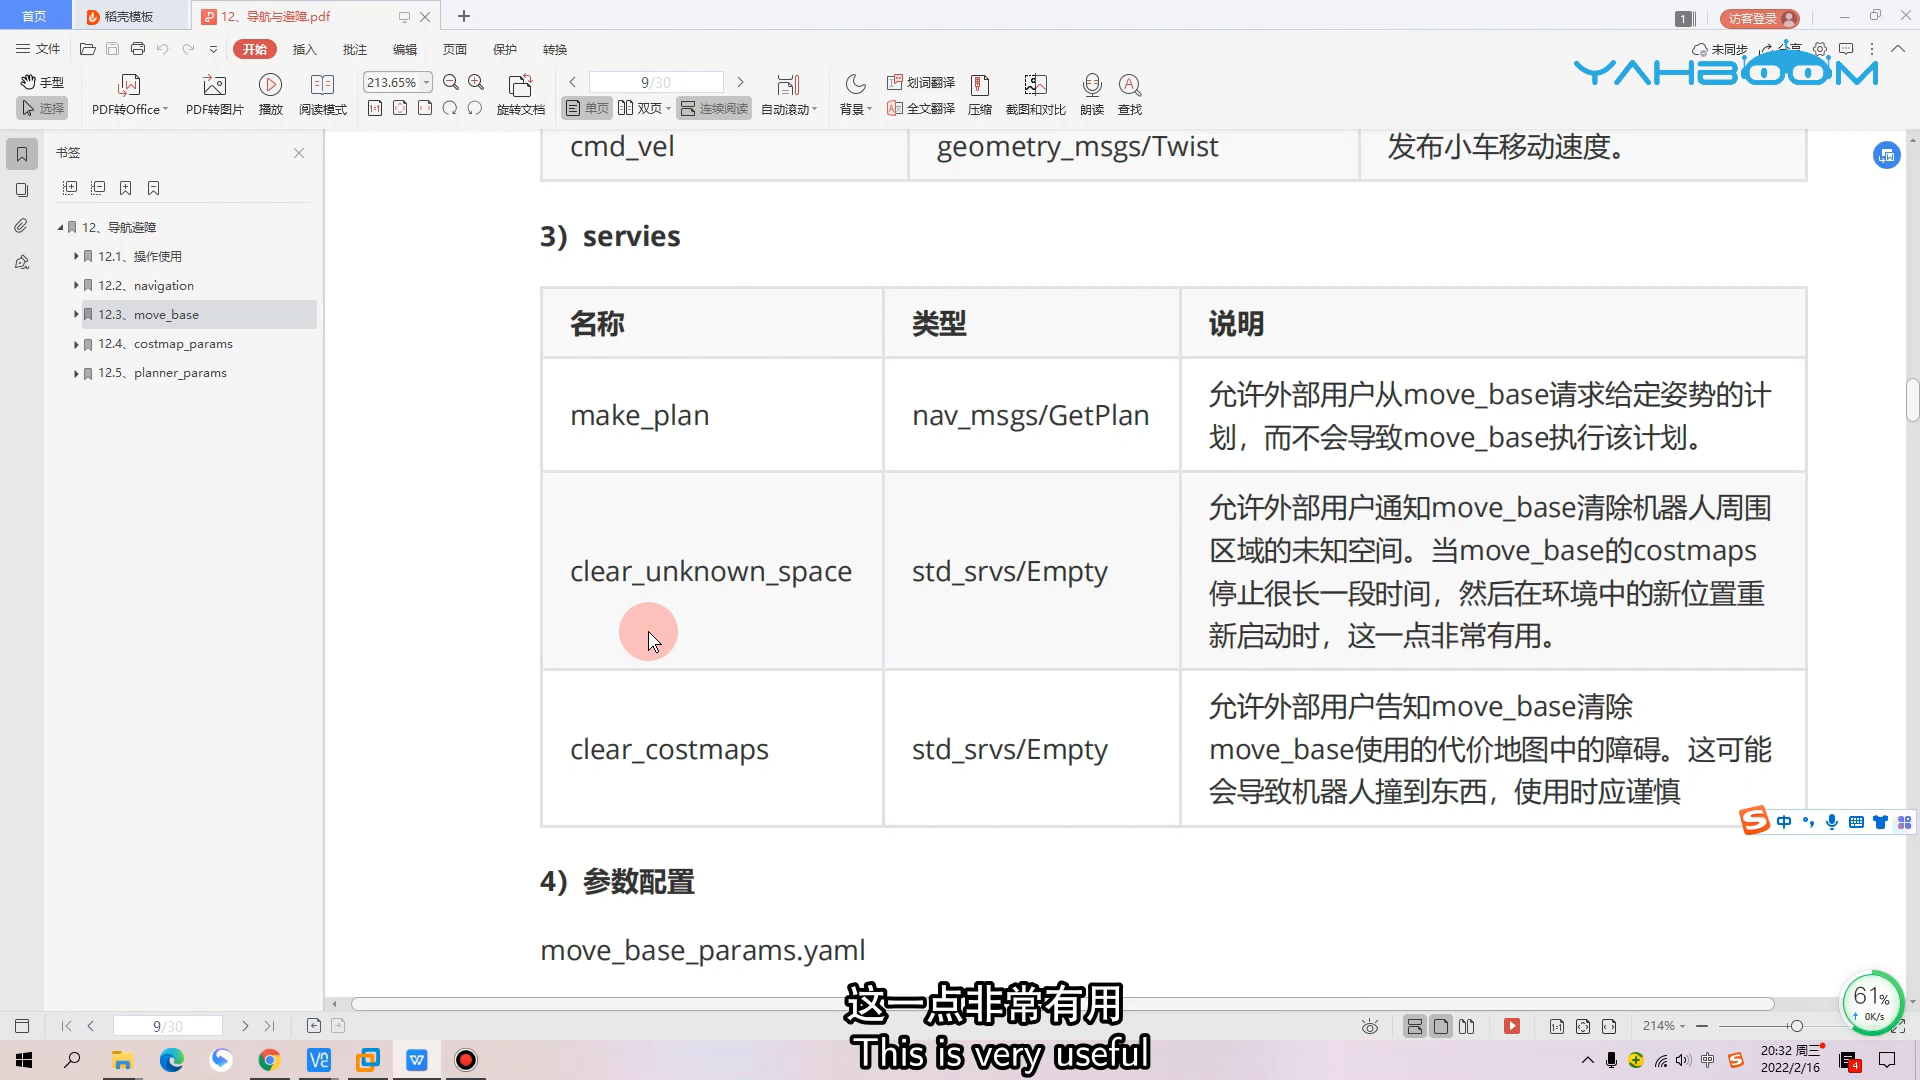 首页
稻壳模板
12、导航与避障.pdf
1
访客登录
文件
开始
插入
批注
编辑
页面
保护
转换
未同步
分享
YAHBOOM
手型
选择
PDF转Office
PDF转图片
播放
阅读模式
213.65%
旋转文档
9/30
单页
双页
连续阅读
自动滚动
背景
划词翻译
全文翻译
压缩
截图和对比
朗读
查找
书签
12、导航避障
12.1、操作使用
12.2、navigation
12.3、move_base
12.4、costmap_params
12.5、planner_params
cmd_vel geometry_msgs/Twist 发布小车移动速度。
3）servies
名称 类型 说明
make_plan nav_msgs/GetPlan 允许外部用户从move_base请求给定姿势的计
划，而不会导致move_base执行该计划。
clear_unknown_space std_srvs/Empty 允许外部用户通知move_base清除机器人周围
区域的未知空间。当move_base的costmaps
停止很长一段时间，然后在环境中的新位置重
新启动时，这一点非常有用。
clear_costmaps std_srvs/Empty 允许外部用户告知move_base清除
move_base使用的代价地图中的障碍。这可能
会导致机器人撞到东西，使用时应谨慎
中
4）参数配置
move_base_params.yaml
这一点非常有用
This is very useful
61%
0K/s
9/30
214%
中
20:32 周三
2022/2/16
4